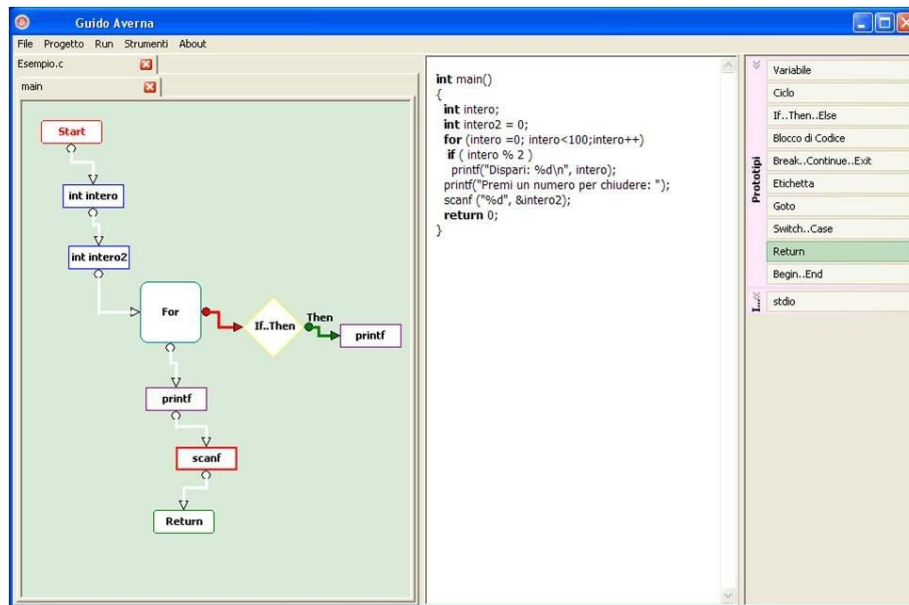 Guido Averna
File Progetto Run Strumenti About
Esempio.c
main
Start
int intero
int intero2
For
If..Then
Then
printf
printf
scanf
Return
int main()
{
int intero;
int intero2 = 0;
for (intero =0; intero<100;intero++)
if ( intero % 2 )
printf("Dispari: %d\n", intero);
printf("Premi un numero per chiudere: ");
scanf ("%d", &intero2);
return 0;
}
Prototipi
Variabile
Ciclo
If..Then..Else
Blocco di Codice
Break..Continue..Exit
Etichetta
Goto
Switch..Case
Return
Begin..End
I...
stdio